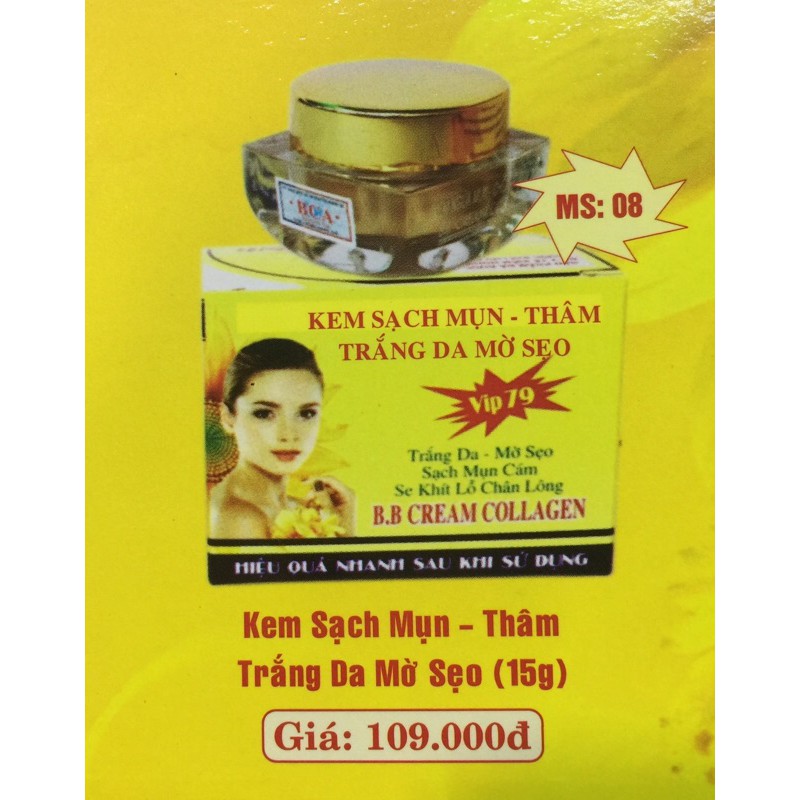 BO A
MS: 08
KEM SẠCH MỤN - THÂM
TRẮNG DA MỜ SẸO
Vip 79
Trắng Da - Mờ Sẹo
Sạch Mụn Cám
Se Khít Lỗ Chân Lông
B.B CREAM COLLAGEN
HIỆU QUẢ NHANH SAU KHI SỬ DỤNG
Kem Sạch Mụn – Thâm
Trắng Da Mờ Sẹo (15g)
Giá: 109.000đ